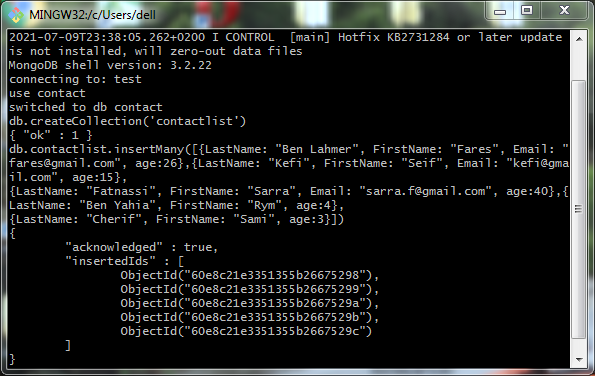 MINGW32:/c/Users/dell
2021-07-09T23:38:05.262+0200 I CONTROL  [main] Hotfix KB2731284 or later update
is not installed, will zero-out data files
MongoDB shell version: 3.2.22
connecting to: test
use contact
switched to db contact
db.createCollection('contactlist')
{ "ok" : 1 }
db.contactlist.insertMany([{LastName: "Ben Lahmer", FirstName: "Fares", Email: "
fares@gmail.com", age:26},{LastName: "Kefi", FirstName: "Seif", Email: "kefi@gma
il.com", age:15},
{LastName: "Fatnassi", FirstName: "Sarra", Email: "sarra.f@gmail.com", age:40},{
LastName: "Ben Yahia", FirstName: "Rym", age:4},
{LastName: "Cherif", FirstName: "Sami", age:3}])
{
        "acknowledged" : true,
        "insertedIds" : [
                ObjectId("60e8c21e3351355b26675298"),
                ObjectId("60e8c21e3351355b26675299"),
                ObjectId("60e8c21e3351355b2667529a"),
                ObjectId("60e8c21e3351355b2667529b"),
                ObjectId("60e8c21e3351355b2667529c")
        ]
}